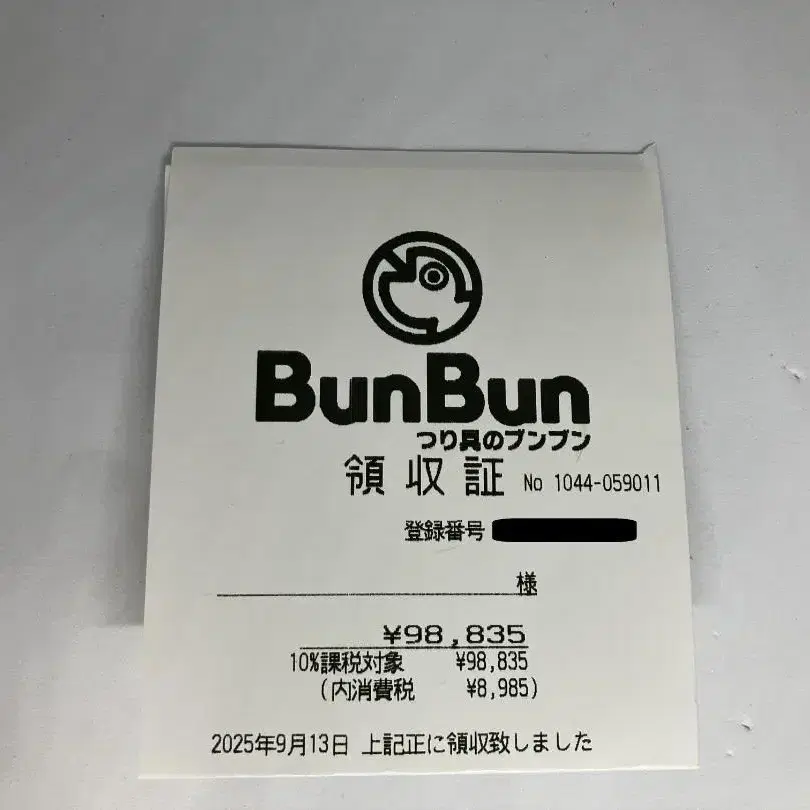 BunBun
つり具のブンブン
領収証 No 1044-059011
登録番号
様
¥98,835
10%課税対象 ¥98,835
(内消費税 ¥8,985)
2025年9月13日 上記正に領収致しました